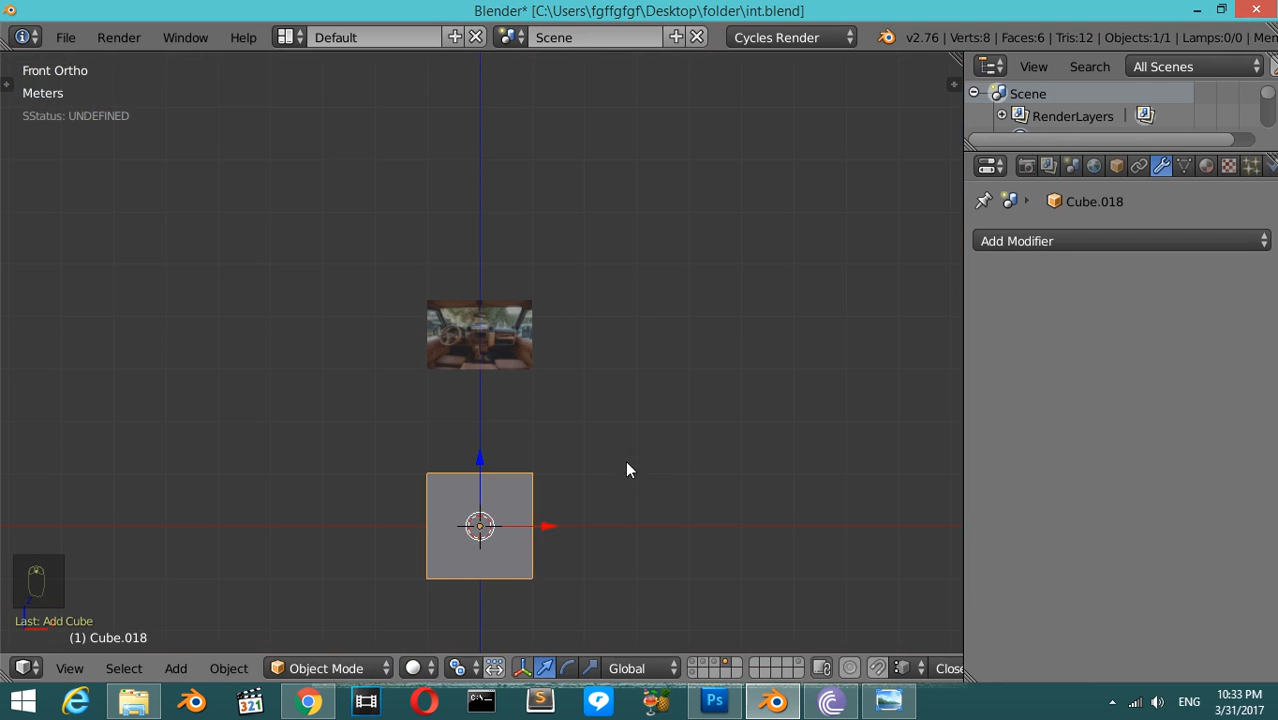 Blender* [C:\Users\fgffgfgf\Desktop\folder\int.blend]
File Render Window Help Default Scene Cycles Render v2.76 | Verts:8 | Faces:6 | Tris:12 | Objects:1/1 | Lamps:0/0 | Mem
View Search All Scenes
Front Ortho
Meters
SStatus: UNDEFINED
Scene
RenderLayers
Cube.018
Add Modifier
Last: Add Cube
(1) Cube.018
View Select Add Object Object Mode Global Close
321 Ps ENG
10:33 PM
3/31/2017